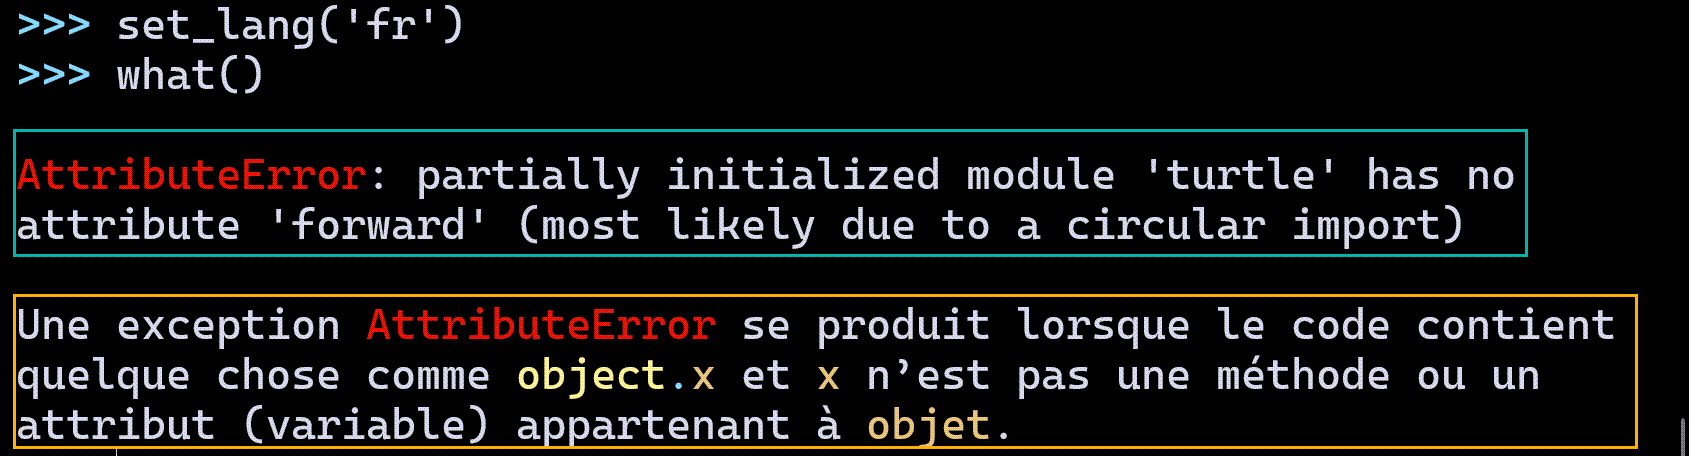 >>> set_lang('fr')
>>> what()
AttributeError: partially initialized module 'turtle' has no
attribute 'forward' (most likely due to a circular import)
Une exception AttributeError se produit lorsque le code contient
quelque chose comme object.x et x n’est pas une méthode ou un
attribut (variable) appartenant à objet.